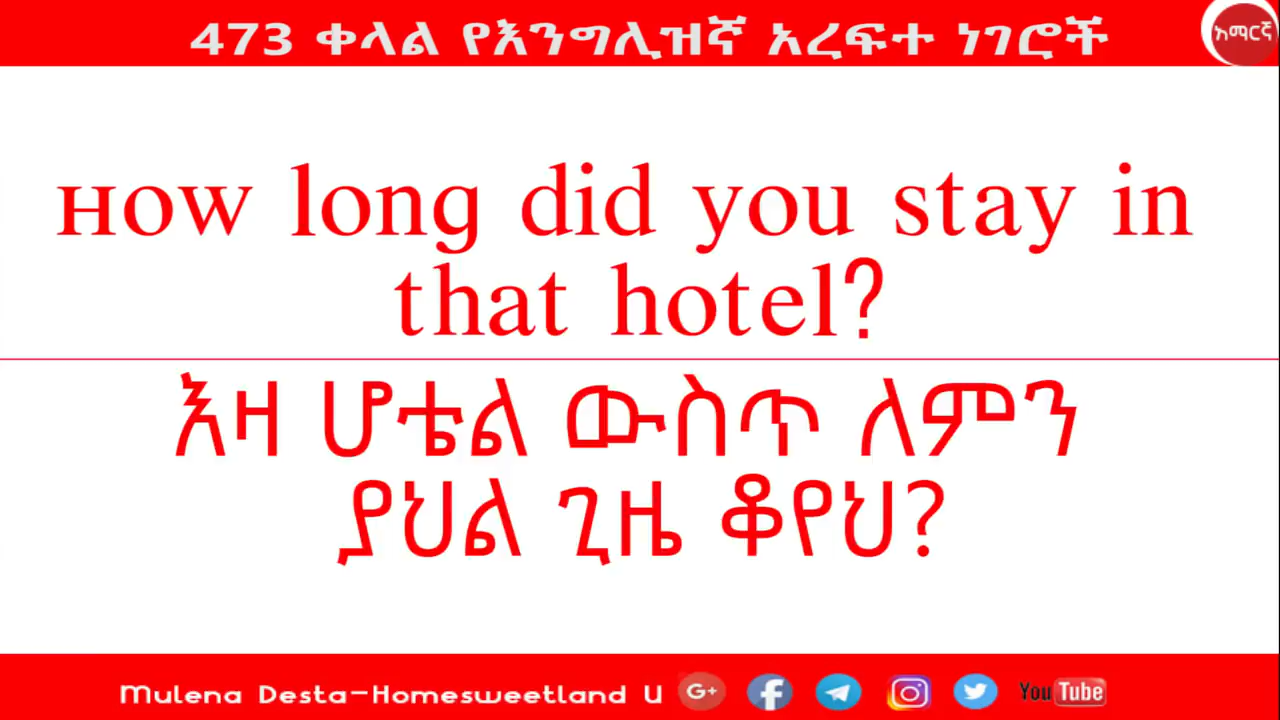 473 ቀላል የእንግሊዝኛ አረፍተ ነገሮች
አማርኛ
How long did you stay in
that hotel?
እዛ ሆቴል ውስጥ ለምን
ያህል ጊዜ ቆየህ?
Mulena Desta-Homesweetland U G+ f YouTube